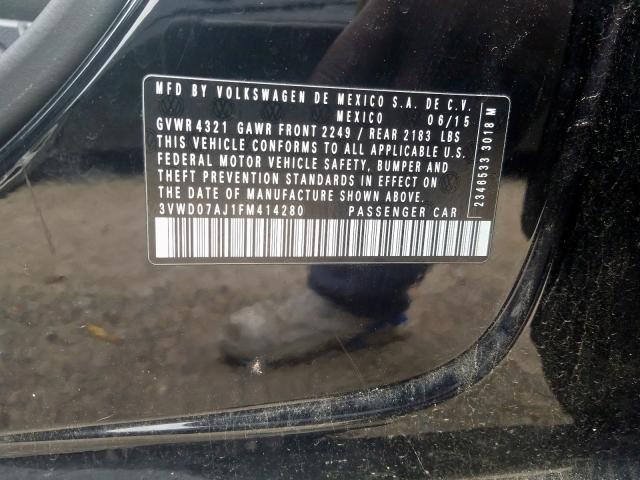 MFD BY VOLKSWAGEN DE MEXICO S.A. DE C.V.
MEXICO 06/15
GVWR 4321 GAWR FRONT 2249 / REAR 2183 LBS
THIS VEHICLE CONFORMS TO ALL APPLICABLE U.S.
FEDERAL MOTOR VEHICLE SAFETY, BUMPER AND
THEFT PREVENTION STANDARDS IN EFFECT ON
THE DATE OF MANUFACTURE SHOWN ABOVE.
3VWD07AJ1FM414280 PASSENGER CAR
2346533 3018 M